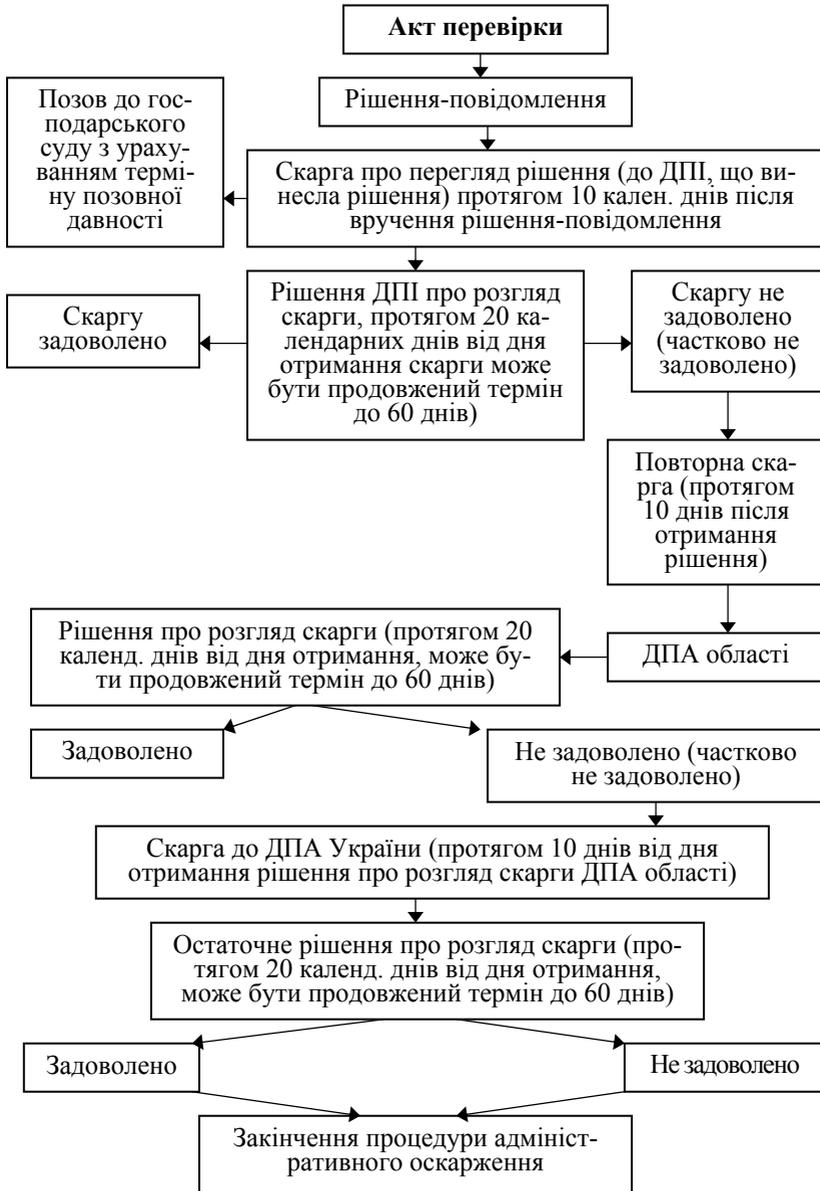 Акт перевірки
Рішення-повідомлення
Позов до гос-
подарського
суду зураху-
ванням термі-
ну позовної
давності
Скарга про перегляд рішення (до ДПІ, що ви-
несла рішення) протягом 10 кален. днів після
вручення рішення-повідомлення
Скаргу
задоволено
Рішення ДПІ про розгляд
скарги, протягом 20 ка-
лендарних днів від дня
отримання скарги може
бути продовжений термін
до 60 днів)
Скаргу не
задоволено
(частково не
задоволено)
Повторна ска-
рга (протягом
10 днів після
отримання
рішення)
ДПА області
Рішення про розгляд скарги (протягом 20
календ. днів від дня отримання, може бу-
ти продовжений термін до 60 днів)
Задоволено
Не задоволено (частково
не задоволено)
Скарга до ДПА України (протягом 10 днів від дня
отримання рішення про розгляд скарги ДПА області)
Остаточне рішення про розгляд скарги (про-
тягом 20 календ. днів від дня отримання,
може бути продовжений термін до 60 днів)
Задоволено
Не задоволено
Закінчення процедури адмініст-
ративного оскарження